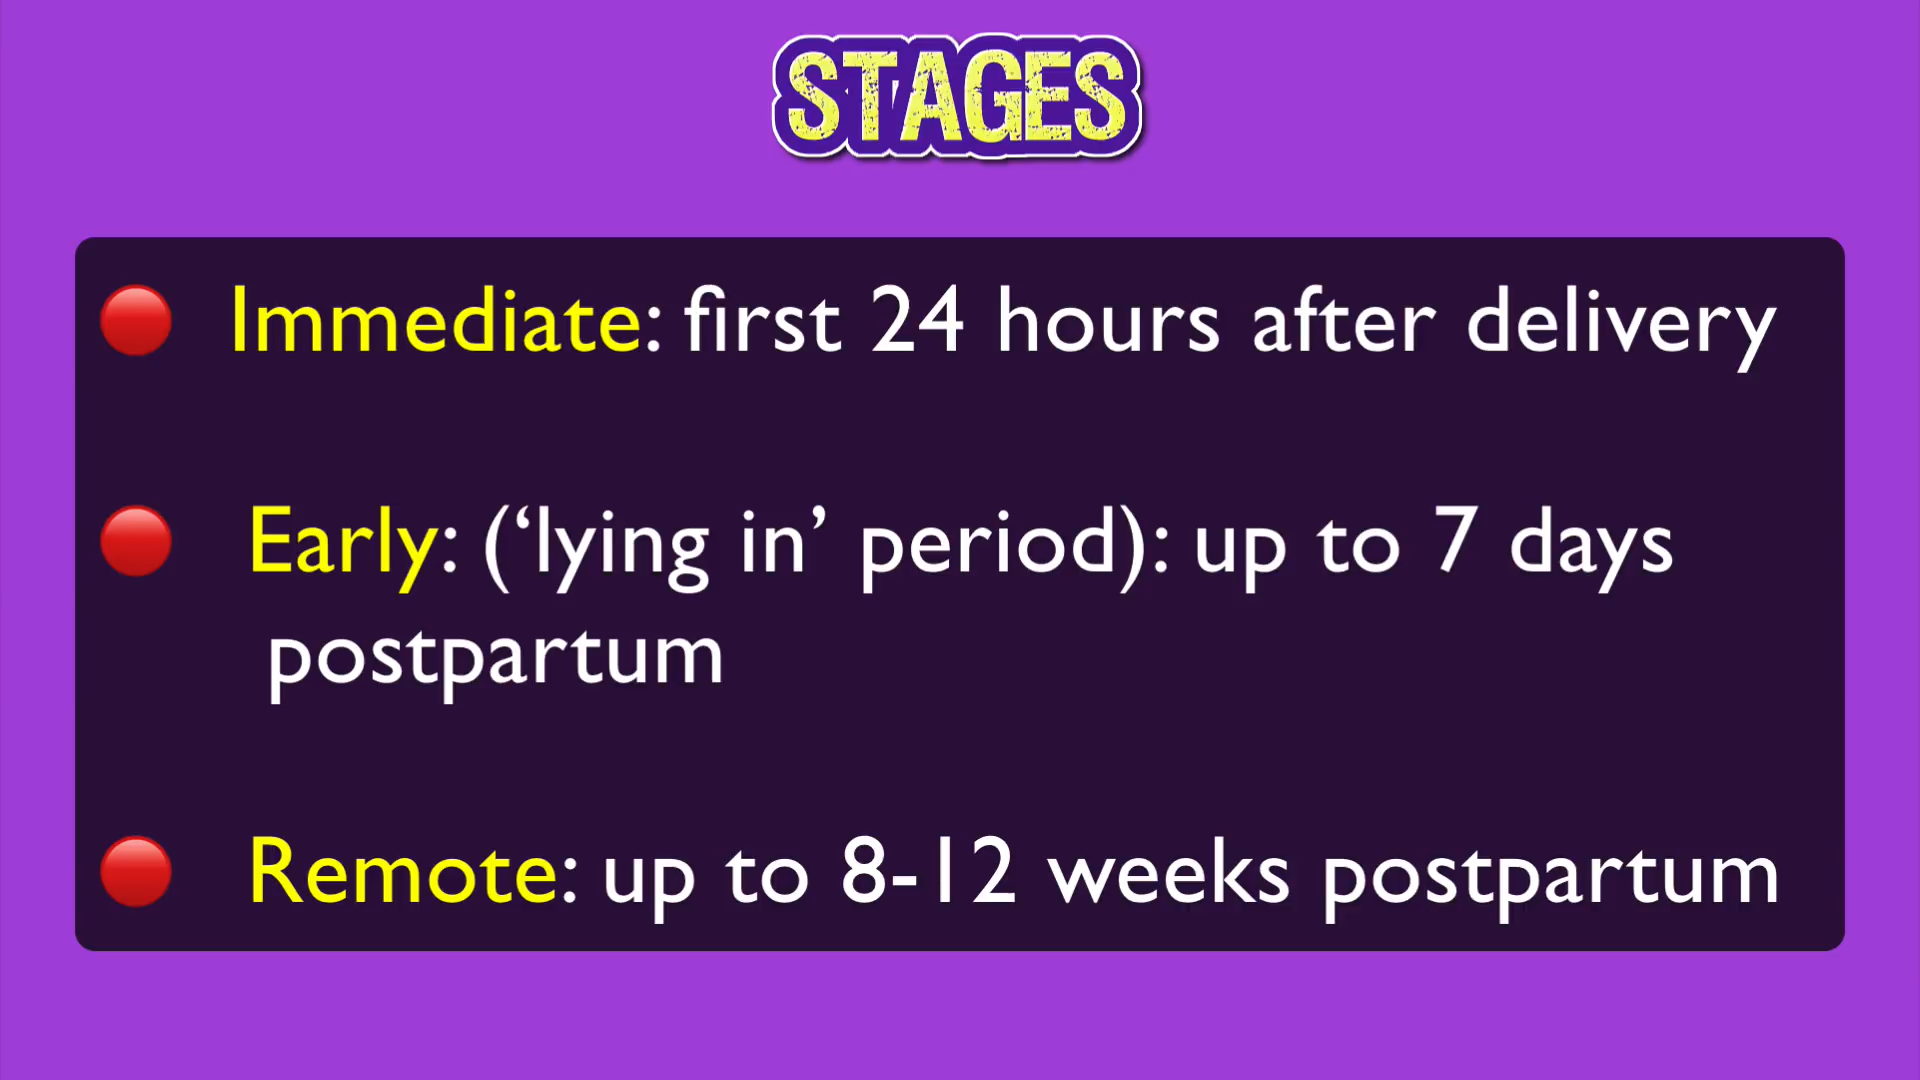 STAGES
Immediate: first 24 hours after delivery
Early: (‘lying in’ period): up to 7 days
postpartum
Remote: up to 8-12 weeks postpartum